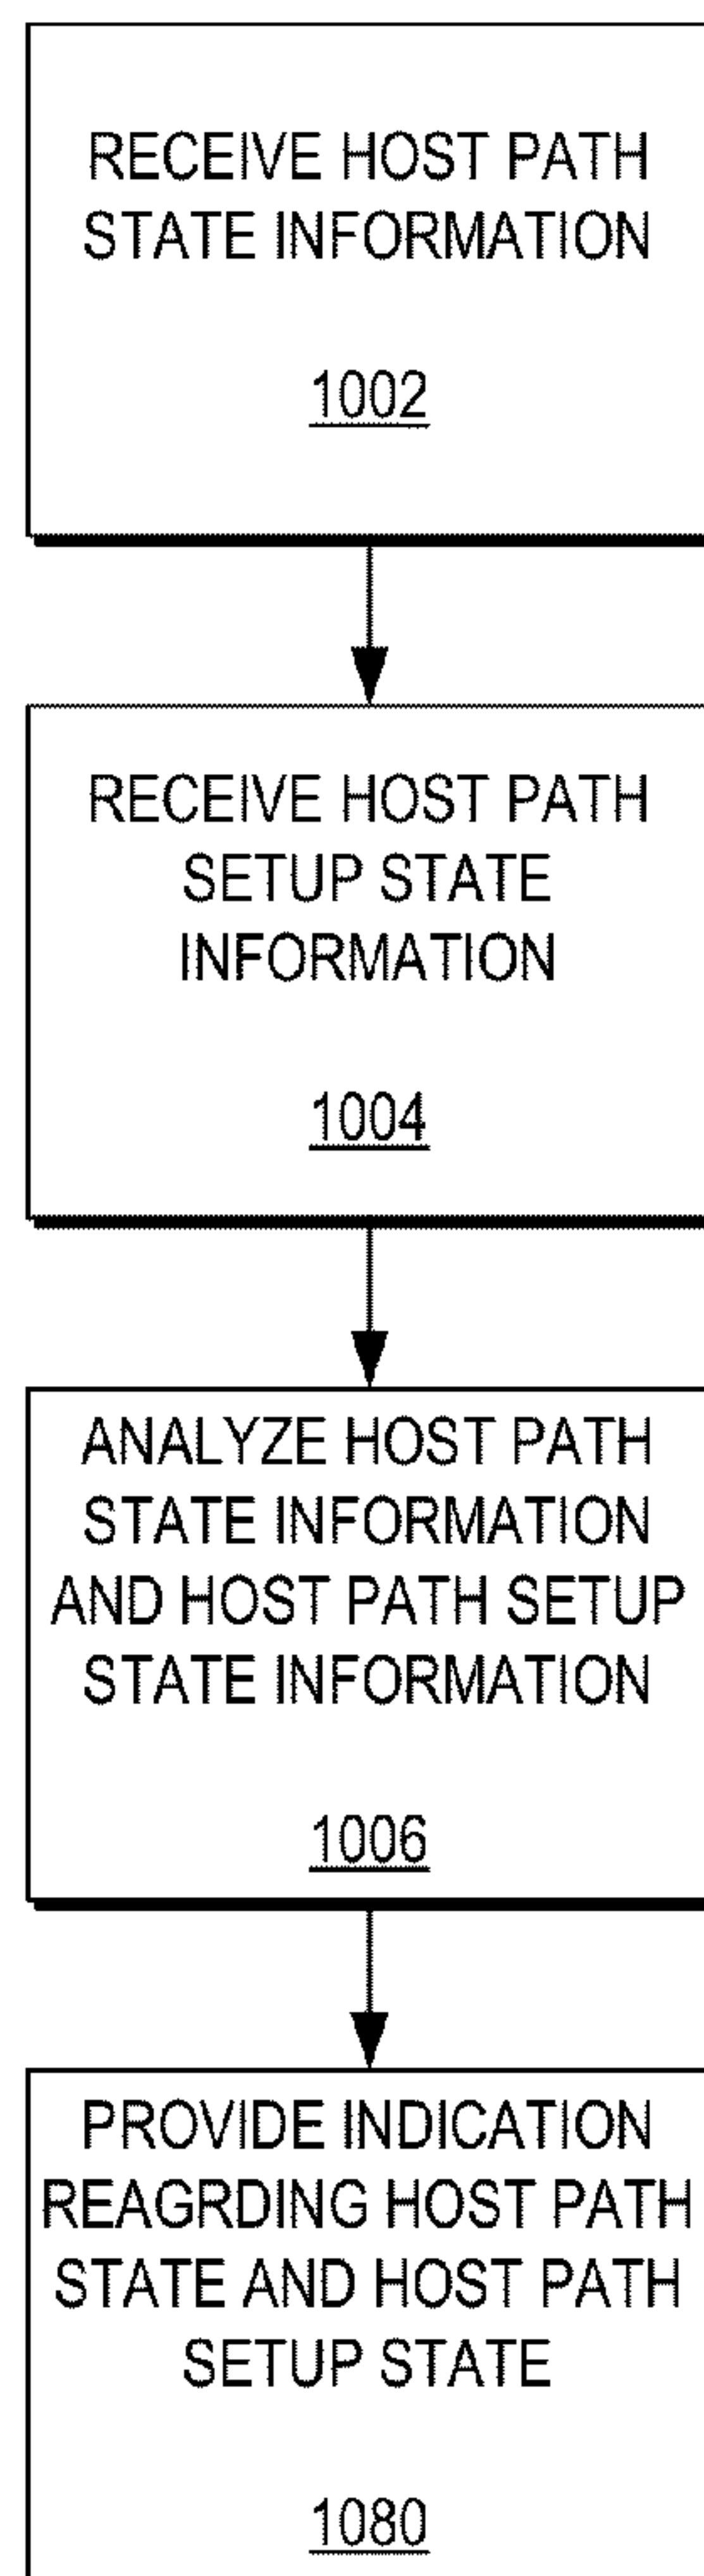 RECEIVE HOST PATH
STATE INFORMATION
1002
RECEIVE HOST PATH
SETUP STATE
INFORMATION
1004
ANALYZE HOST PATH
STATE INFORMATION
AND HOST PATH SETUP
STATE INFORMATION
1006
PROVIDE INDICATION
REAGRDING HOST PATH
STATE AND HOST PATH
SETUP STATE
1080